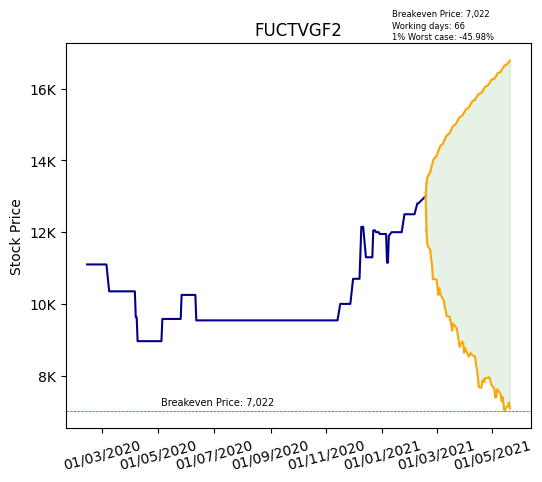 Breakeven Price: 7,022
Working days: 66
1% Worst case: -45.98%
FUCTVGF2
Stock Price
16K
14K
12K
10K
8K
Breakeven Price: 7,022
01/03/2020 01/05/2020 01/07/2020 01/09/2020 01/11/2020 01/01/2021 01/03/2021 01/05/2021